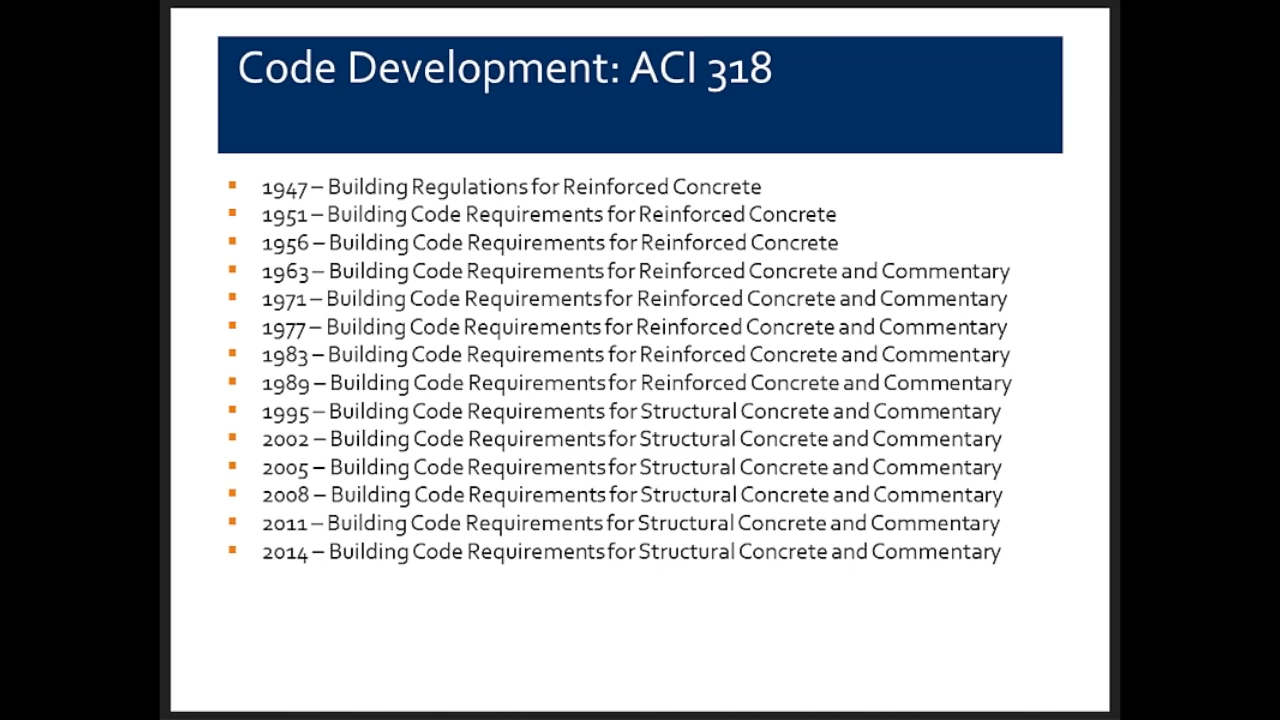 Code Development: ACI 318
▪ 1947 – Building Regulations for Reinforced Concrete
▪ 1951 – Building Code Requirements for Reinforced Concrete
▪ 1956 – Building Code Requirements for Reinforced Concrete
▪ 1963 – Building Code Requirements for Reinforced Concrete and Commentary
▪ 1971 – Building Code Requirements for Reinforced Concrete and Commentary
▪ 1977 – Building Code Requirements for Reinforced Concrete and Commentary
▪ 1983 – Building Code Requirements for Reinforced Concrete and Commentary
▪ 1989 – Building Code Requirements for Reinforced Concrete and Commentary
▪ 1995 – Building Code Requirements for Structural Concrete and Commentary
▪ 2002 – Building Code Requirements for Structural Concrete and Commentary
▪ 2005 – Building Code Requirements for Structural Concrete and Commentary
▪ 2008 – Building Code Requirements for Structural Concrete and Commentary
▪ 2011 – Building Code Requirements for Structural Concrete and Commentary
▪ 2014 – Building Code Requirements for Structural Concrete and Commentary